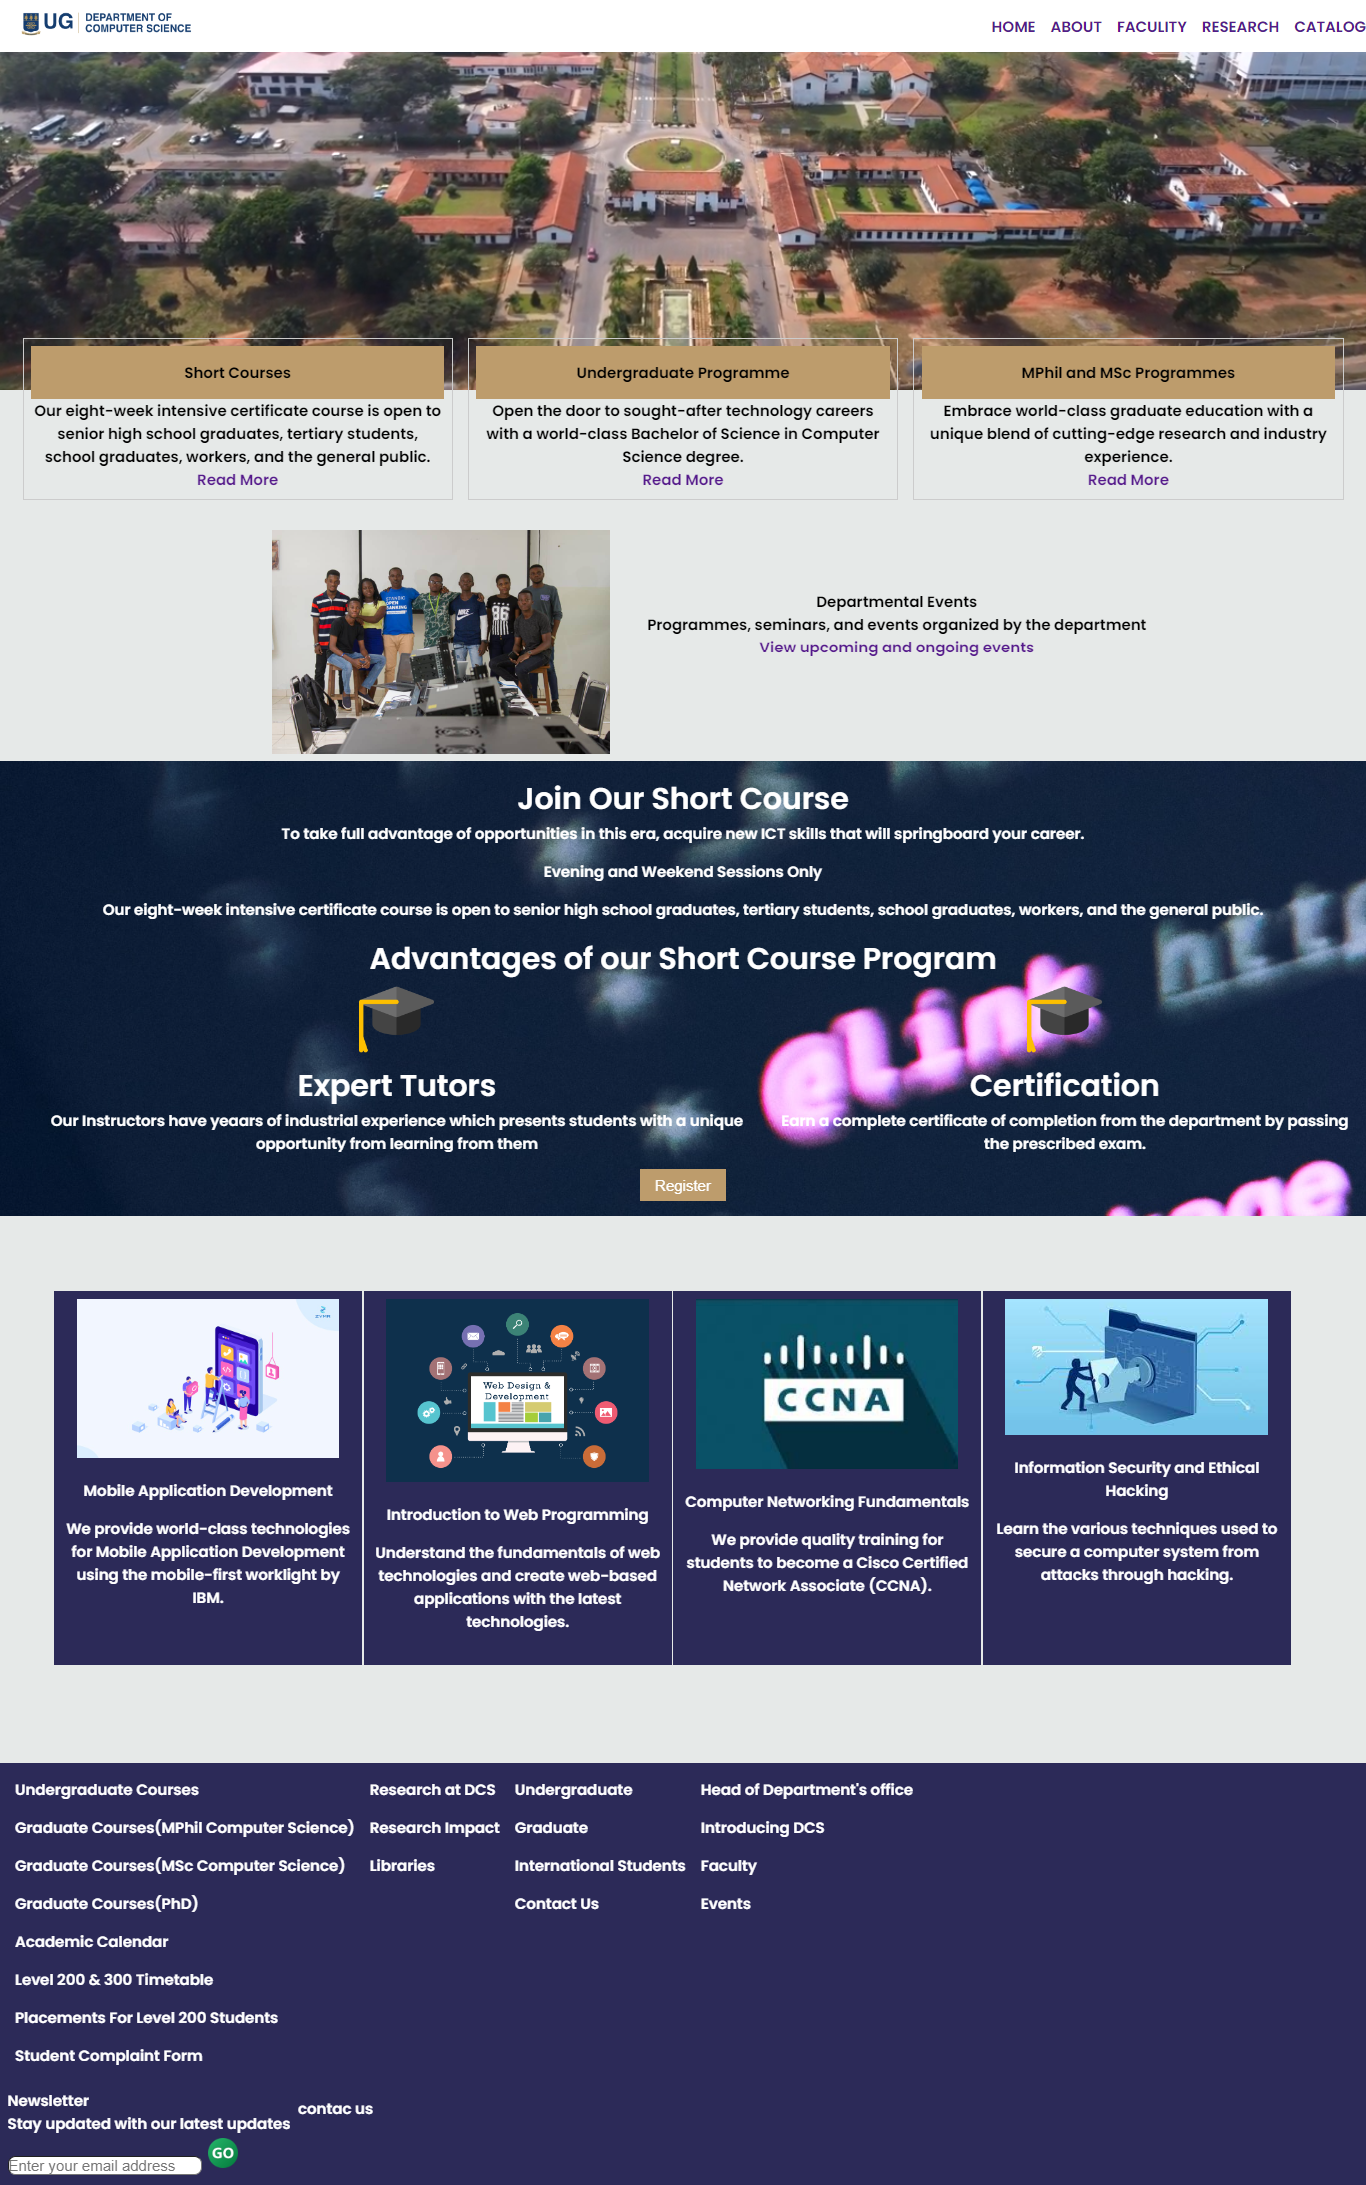 UG DEPARTMENT OF
COMPUTER SCIENCE
HOME ABOUT FACULITY RESEARCH CATALOG
Short Courses
Our eight-week intensive certificate course is open to
senior high school graduates, tertiary students,
school graduates, workers, and the general public.
Read More
Undergraduate Programme
Open the door to sought-after technology careers
with a world-class Bachelor of Science in Computer
Science degree.
Read More
MPhil and MSc Programmes
Embrace world-class graduate education with a
unique blend of cutting-edge research and industry
experience.
Read More
Departmental Events
Programmes, seminars, and events organized by the department
View upcoming and ongoing events
Join Our Short Course
To take full advantage of opportunities in this era, acquire new ICT skills that will springboard your career.
Evening and Weekend Sessions Only
Our eight-week intensive certificate course is open to senior high school graduates, tertiary students, school graduates, workers, and the general public.
Advantages of our Short Course Program
@link
Expert Tutors
Our Instructors have yeears of industrial experience which presents students with a unique
opportunity from learning from them
Certification
Earn a complete certificate of completion from the department by passing
the prescribed exam.
Register
Mobile Application Development
We provide world-class technologies
for Mobile Application Development
using the mobile-first worklight by
IBM.
Web Design &
Development
Introduction to Web Programming
Understand the fundamentals of web
technologies and create web-based
applications with the latest
technologies.
CCNA
Computer Networking Fundamentals
We provide quality training for
students to become a Cisco Certified
Network Associate (CCNA).
Information Security and Ethical
Hacking
Learn the various techniques used to
secure a computer system from
attacks through hacking.
Undergraduate Courses
Graduate Courses(MPhil Computer Science)
Graduate Courses(MSc Computer Science)
Graduate Courses(PhD)
Academic Calendar
Level 200 & 300 Timetable
Placements For Level 200 Students
Student Complaint Form
Research at DCS
Research Impact
Libraries
Undergraduate
Graduate
International Students
Contact Us
Head of Department's office
Introducing DCS
Faculty
Events
Newsletter
Stay updated with our latest updates
contac us
Enter your email address
GO